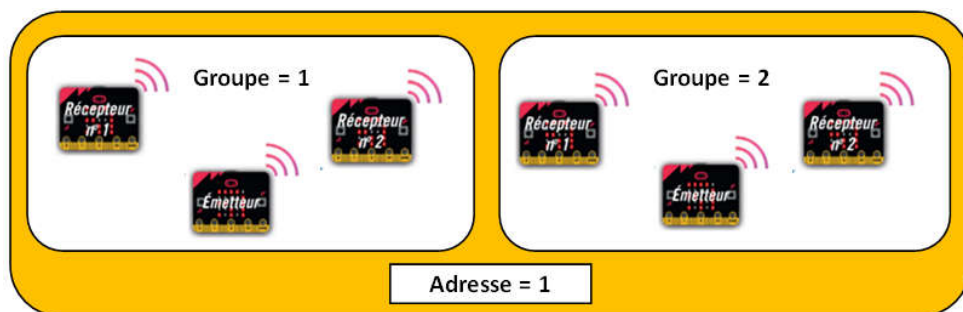 Groupe = 1
Récepteur
n° 1
Récepteur
n° 2
Émetteur
Groupe = 2
Récepteur
n° 1
Récepteur
n° 2
Émetteur
Adresse = 1